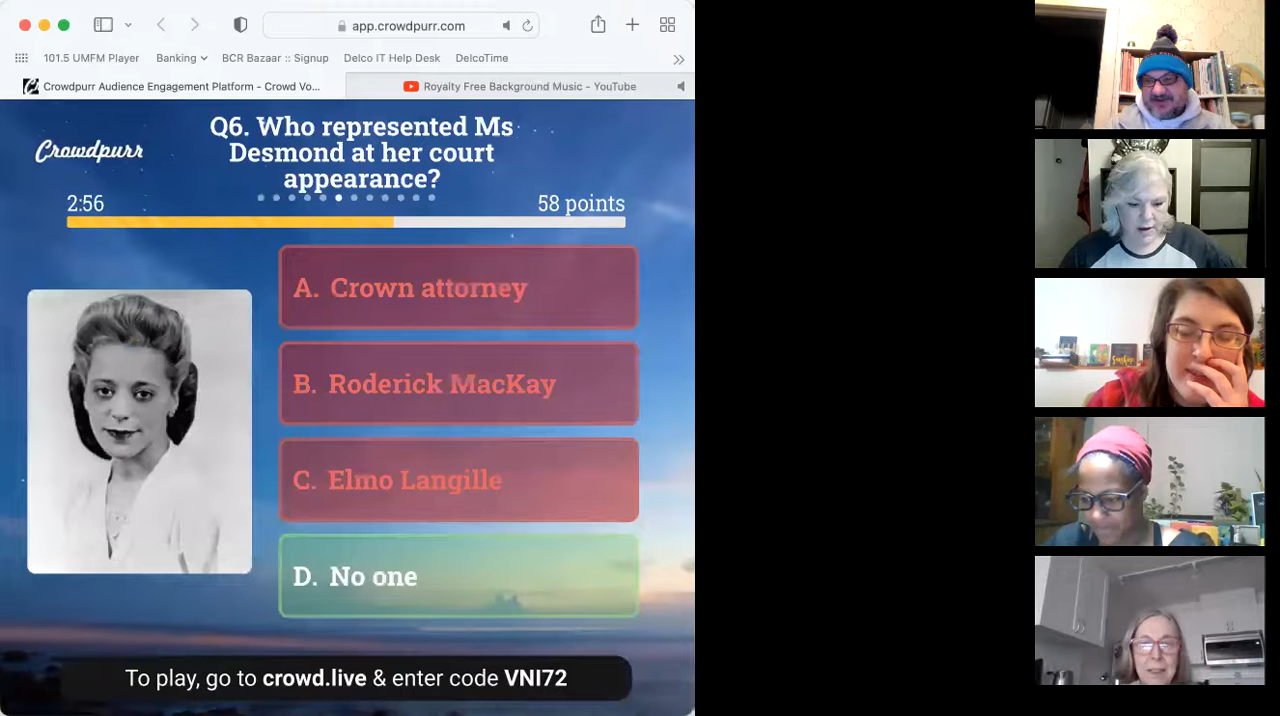 app.crowdpurr.com
101.5 UMFM Player Banking BCR Bazaar :: Signup Delco IT Help Desk DelcoTime
Crowdpurr Audience Engagement Platform - Crowd Vo... Royalty Free Background Music - YouTube
Crowdpurr
Q6. Who represented Ms
Desmond at her court
appearance?
2:56 58 points
A. Crown attorney
B. Roderick MacKay
C. Elmo Langille
D. No one
To play, go to crowd.live & enter code VNI72